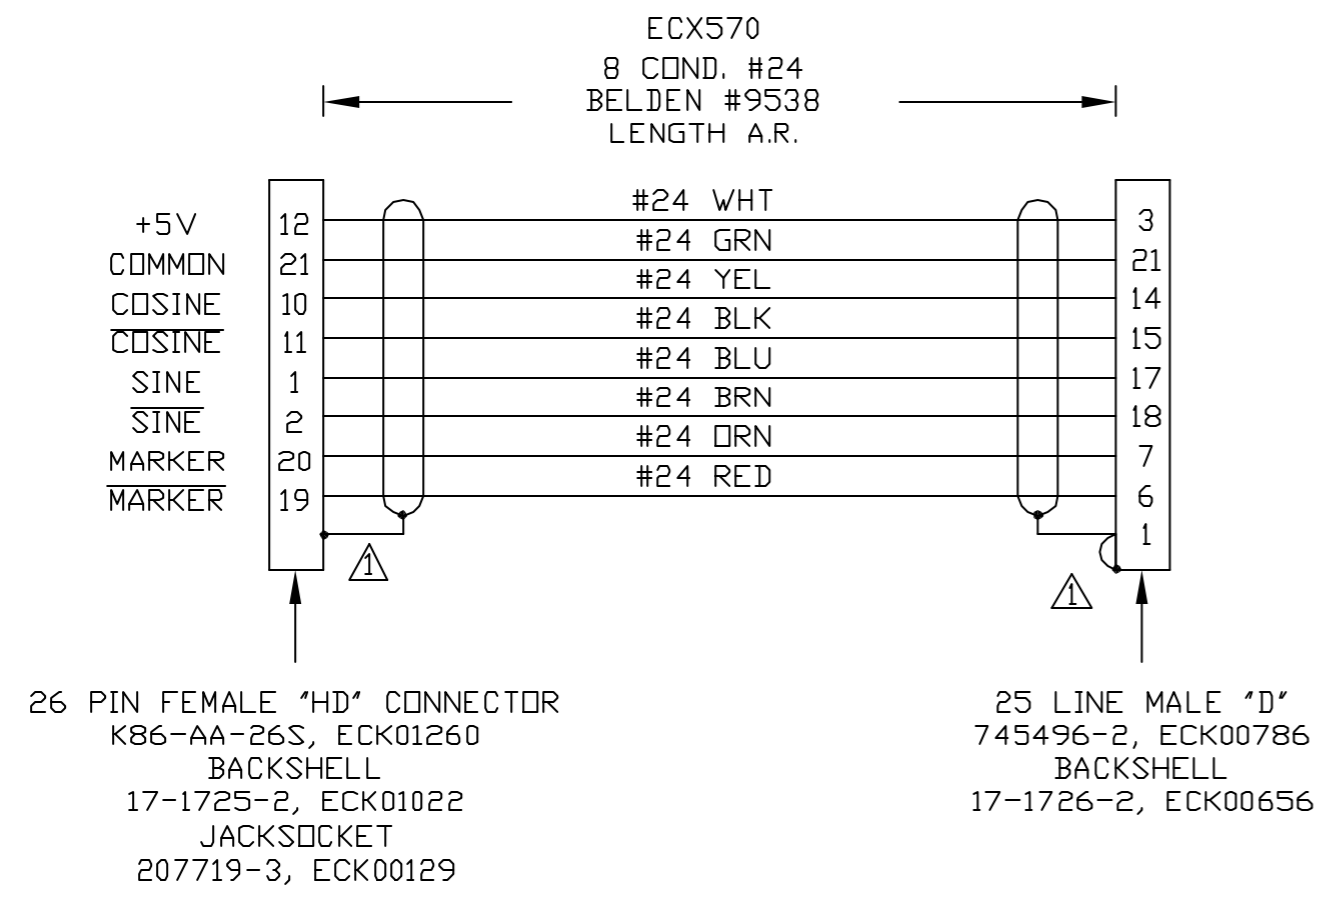 ECX570
8 COND. #24
BELDEN #9538
LENGTH A.R.
+5V 12 #24 WHT 3
COMMON 21 #24 GRN 21
COSINE 10 #24 YEL 14
C̅O̅S̅I̅N̅E̅ 11 #24 BLK 15
SINE 1 #24 BLU 17
S̅I̅N̅E̅ 2 #24 BRN 18
MARKER 20 #24 ORN 7
M̅A̅R̅K̅E̅R̅ 19 #24 RED 6
1
1
1
26 PIN FEMALE "HD" CONNECTOR
K86-AA-26S, ECK01260
BACKSHELL
17-1725-2, ECK01022
JACKSOCKET
207719-3, ECK00129
25 LINE MALE "D"
745496-2, ECK00786
BACKSHELL
17-1726-2, ECK00656